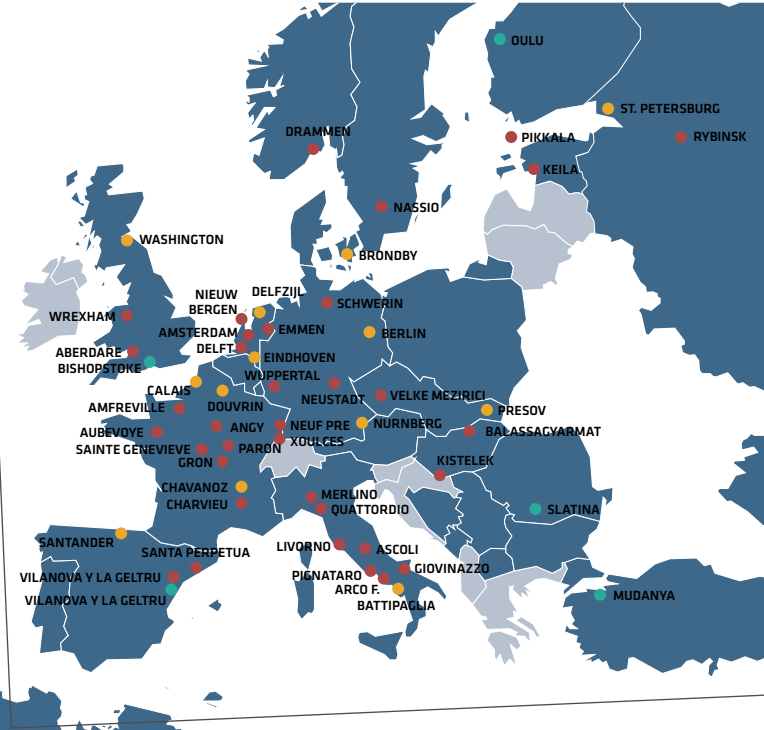 OULU
ST. PETERSBURG
PIKKALA
RYBINSK
DRAMMEN
KEILA
NASSIO
WASHINGTON
BRONDBY
NIEUW
BERGEN
DELFZIJL
SCHWERIN
WREXHAM
AMSTERDAM
EMMEN
BERLIN
DELFT
ABERDARE
EINDHOVEN
BISHOPSTOKE
WUPPERTAL
CALAIS
NEUSTADT
VELKE MEZIRICI
AMFREVILLE
DOUVRIN
PRESOV
ANGY
NEUF PRE
NURNBERG
AUBEVOYE
BALASSAGYARMAT
XOULGES
SAINTE GENEVIEVE
PARON
GRON
KISTELEK
CHAVANOZ
MERLINO
CHARVIEU
QUATTORDIO
SLATINA
SANTANDER
LIVORNO
ASCOLI
SANTA PERPETUA
GIOVINAZZO
VILANOVA Y LA GELTRU
PIGNATARO
ARCO F.
VILANOVA Y LA GELTRU
BATTIPAGLIA
MUDANYA